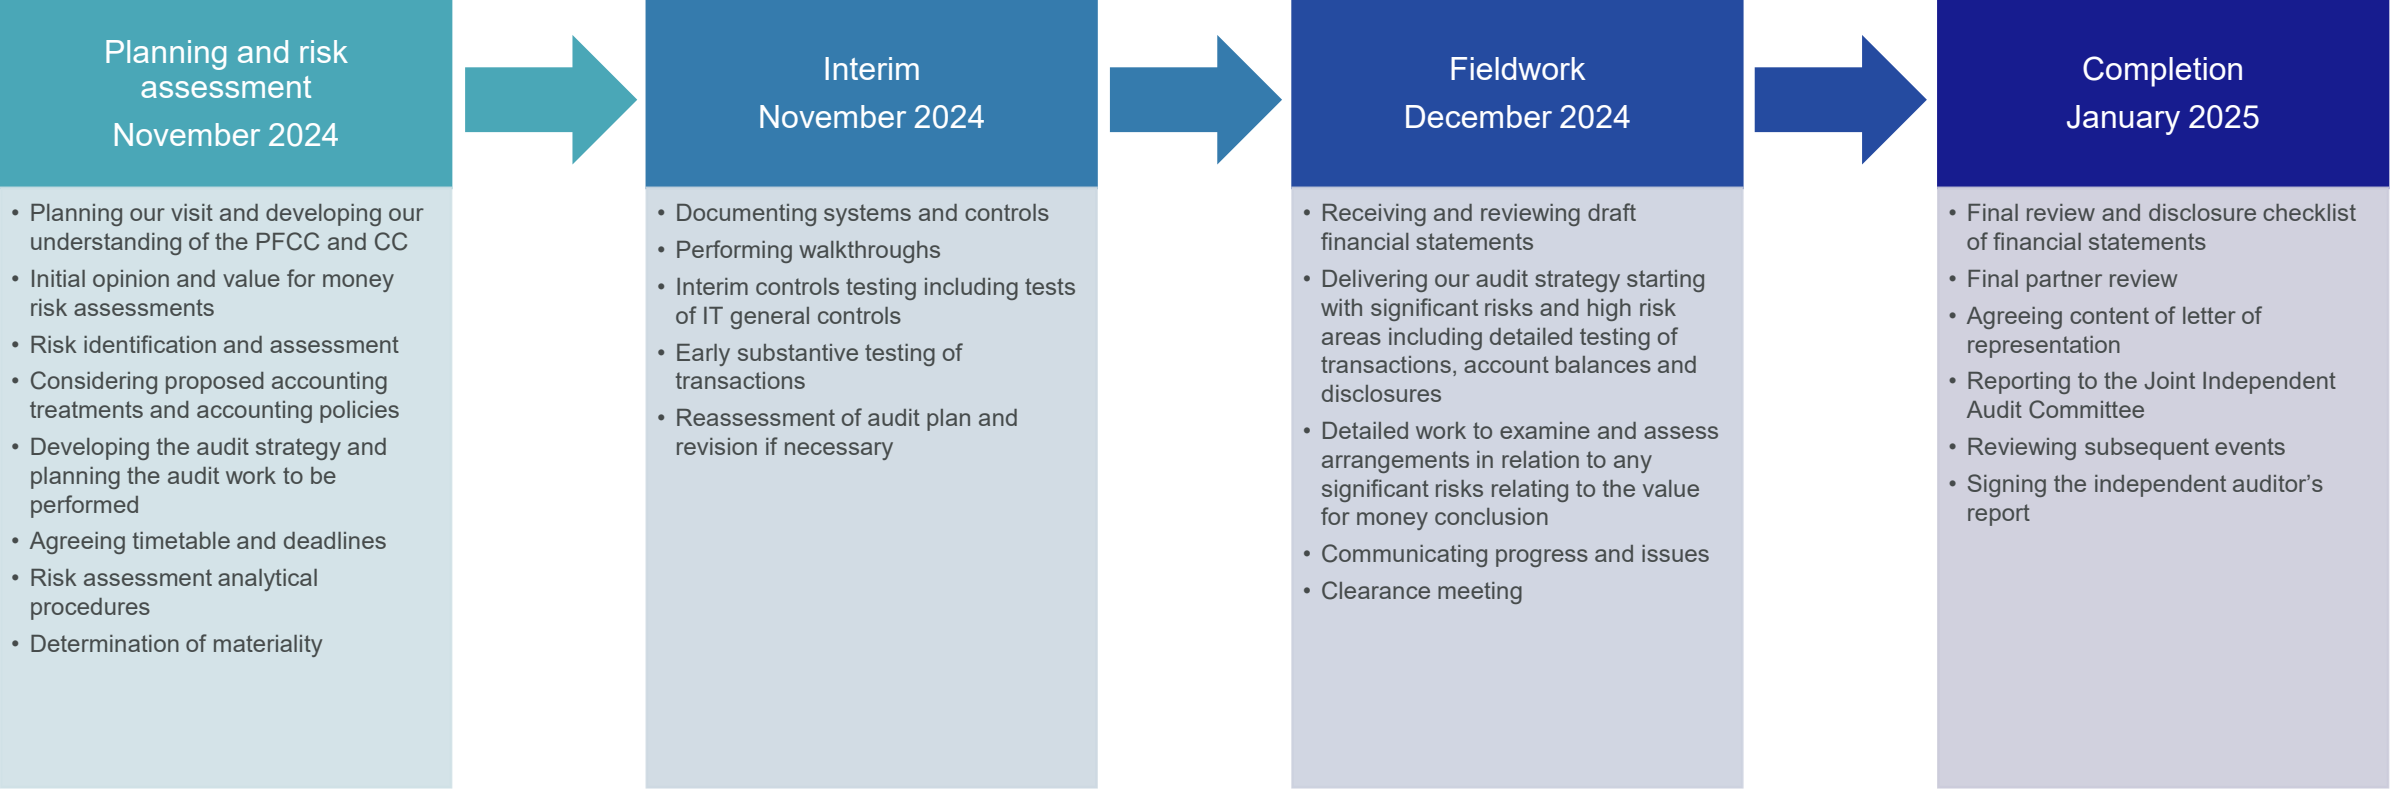 Planning and risk
assessment
November 2024
• Planning our visit and developing our
understanding of the PFCC and CC
• Initial opinion and value for money
risk assessments
• Risk identification and assessment
• Considering proposed accounting
treatments and accounting policies
• Developing the audit strategy and
planning the audit work to be
performed
• Agreeing timetable and deadlines
• Risk assessment analytical
procedures
• Determination of materiality
Interim
November 2024
• Documenting systems and controls
• Performing walkthroughs
• Interim controls testing including tests
of IT general controls
• Early substantive testing of
transactions
• Reassessment of audit plan and
revision if necessary
Fieldwork
December 2024
• Receiving and reviewing draft
financial statements
• Delivering our audit strategy starting
with significant risks and high risk
areas including detailed testing of
transactions, account balances and
disclosures
• Detailed work to examine and assess
arrangements in relation to any
significant risks relating to the value
for money conclusion
• Communicating progress and issues
• Clearance meeting
Completion
January 2025
• Final review and disclosure checklist
of financial statements
• Final partner review
• Agreeing content of letter of
representation
• Reporting to the Joint Independent
Audit Committee
• Reviewing subsequent events
• Signing the independent auditor’s
report